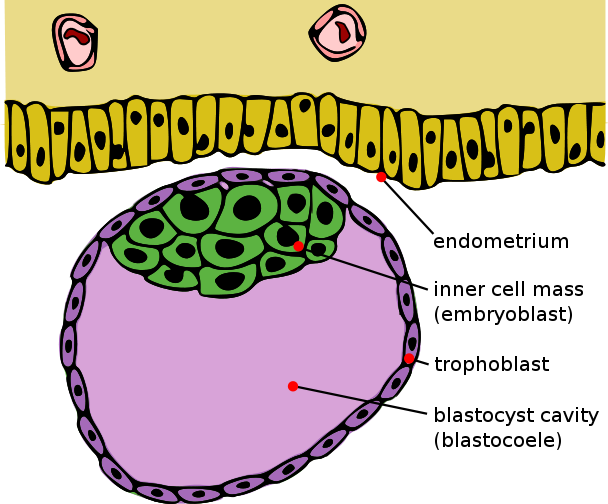 endometrium
inner cell mass
(embryoblast)
trophoblast
blastocyst cavity
(blastocoele)